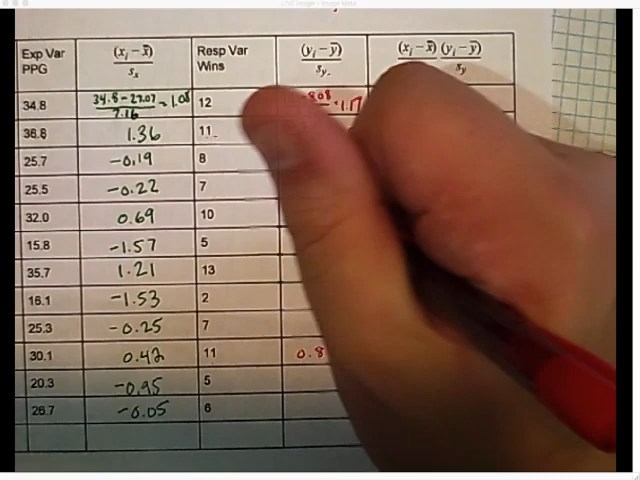 Exp Var PPG (xᵢ − x̄)/sₓ Resp Var Wins (yᵢ − ȳ)/s_y (xᵢ − x̄)/sₓ (yᵢ − ȳ)/s_y
34.8 (34.8 − 27.07)/7.16 = 1.08 12 1.17
36.8 1.36 11
25.7 −0.19 8
25.5 −0.22 7
32.0 0.69 10
15.8 −1.57 5
35.7 1.21 13
16.1 −1.53 2
25.3 −0.25 7
30.1 0.42 11 0.8
20.3 −0.95 5
26.7 −0.05 6